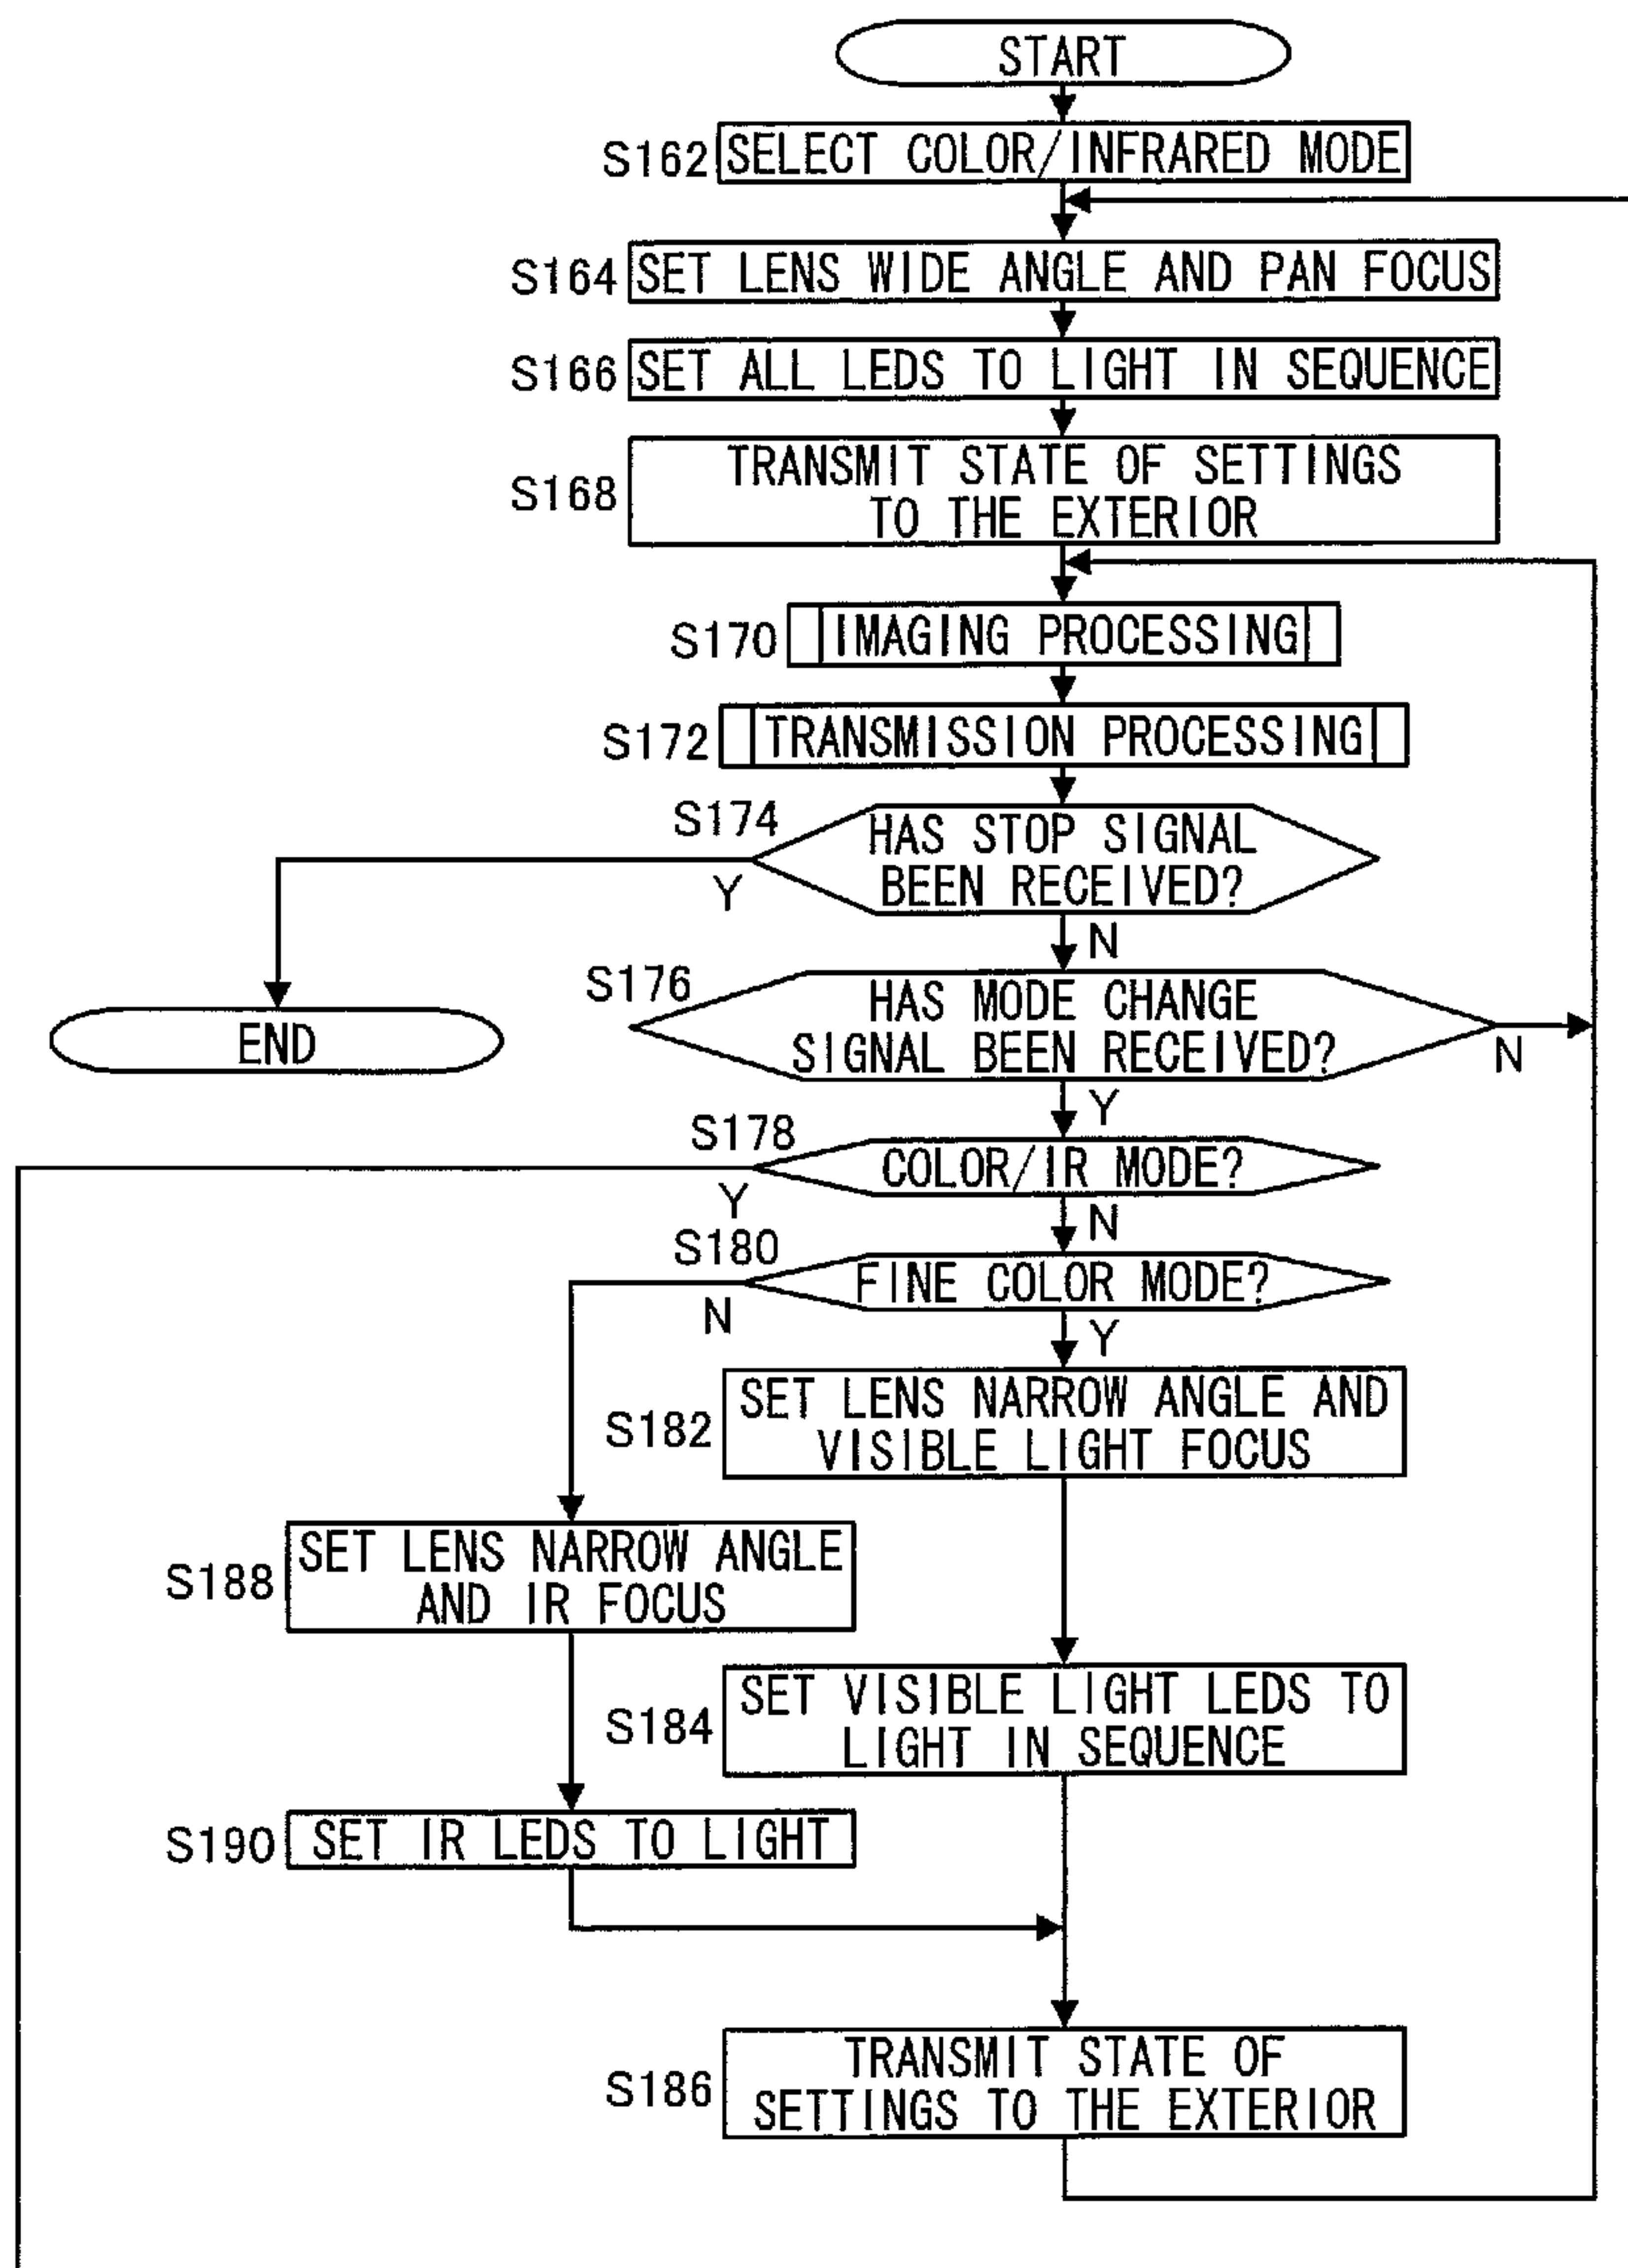 START
S162
SELECT COLOR/INFRARED MODE
S164
SET LENS WIDE ANGLE AND PAN FOCUS
S166
SET ALL LEDS TO LIGHT IN SEQUENCE
S168
TRANSMIT STATE OF SETTINGS
TO THE EXTERIOR
S170
IMAGING PROCESSING
S172
TRANSMISSION PROCESSING
S174
HAS STOP SIGNAL
BEEN RECEIVED?
Y
N
S176
HAS MODE CHANGE
SIGNAL BEEN RECEIVED?
N
END
Y
S178
COLOR/IR MODE?
Y
N
S180
FINE COLOR MODE?
N
Y
S182
SET LENS NARROW ANGLE AND
VISIBLE LIGHT FOCUS
S188
SET LENS NARROW ANGLE
AND IR FOCUS
S184
SET VISIBLE LIGHT LEDS TO
LIGHT IN SEQUENCE
S190
SET IR LEDS TO LIGHT
S186
TRANSMIT STATE OF
SETTINGS TO THE EXTERIOR